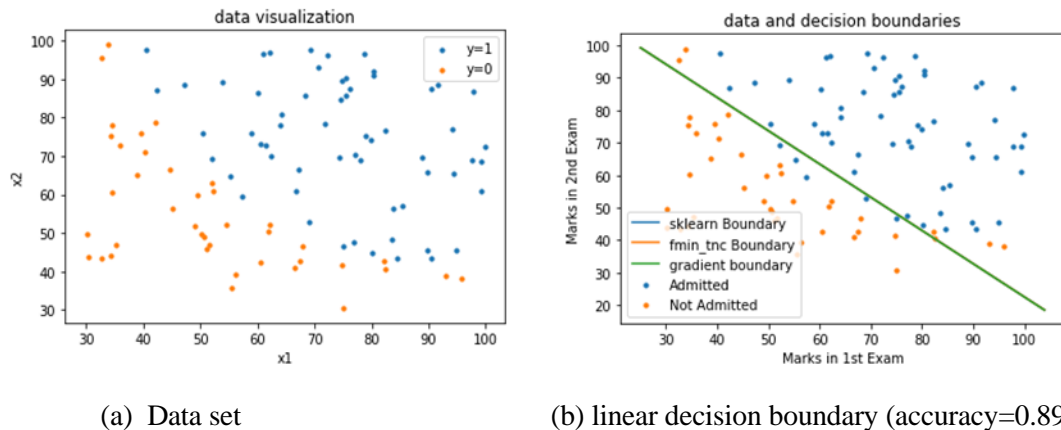 data visualization
100
90
80
70
60
50
40
30
x2
y=1
y=0
30 40 50 60 70 80 90 100
x1
data and decision boundaries
100
90
80
70
60
50
40
30
20
Marks in 2nd Exam
sklearn Boundary
fmin_tnc Boundary
gradient boundary
Admitted
Not Admitted
30 40 50 60 70 80 90 100
Marks in 1st Exam
(a) Data set
(b) linear decision boundary (accuracy=0.89